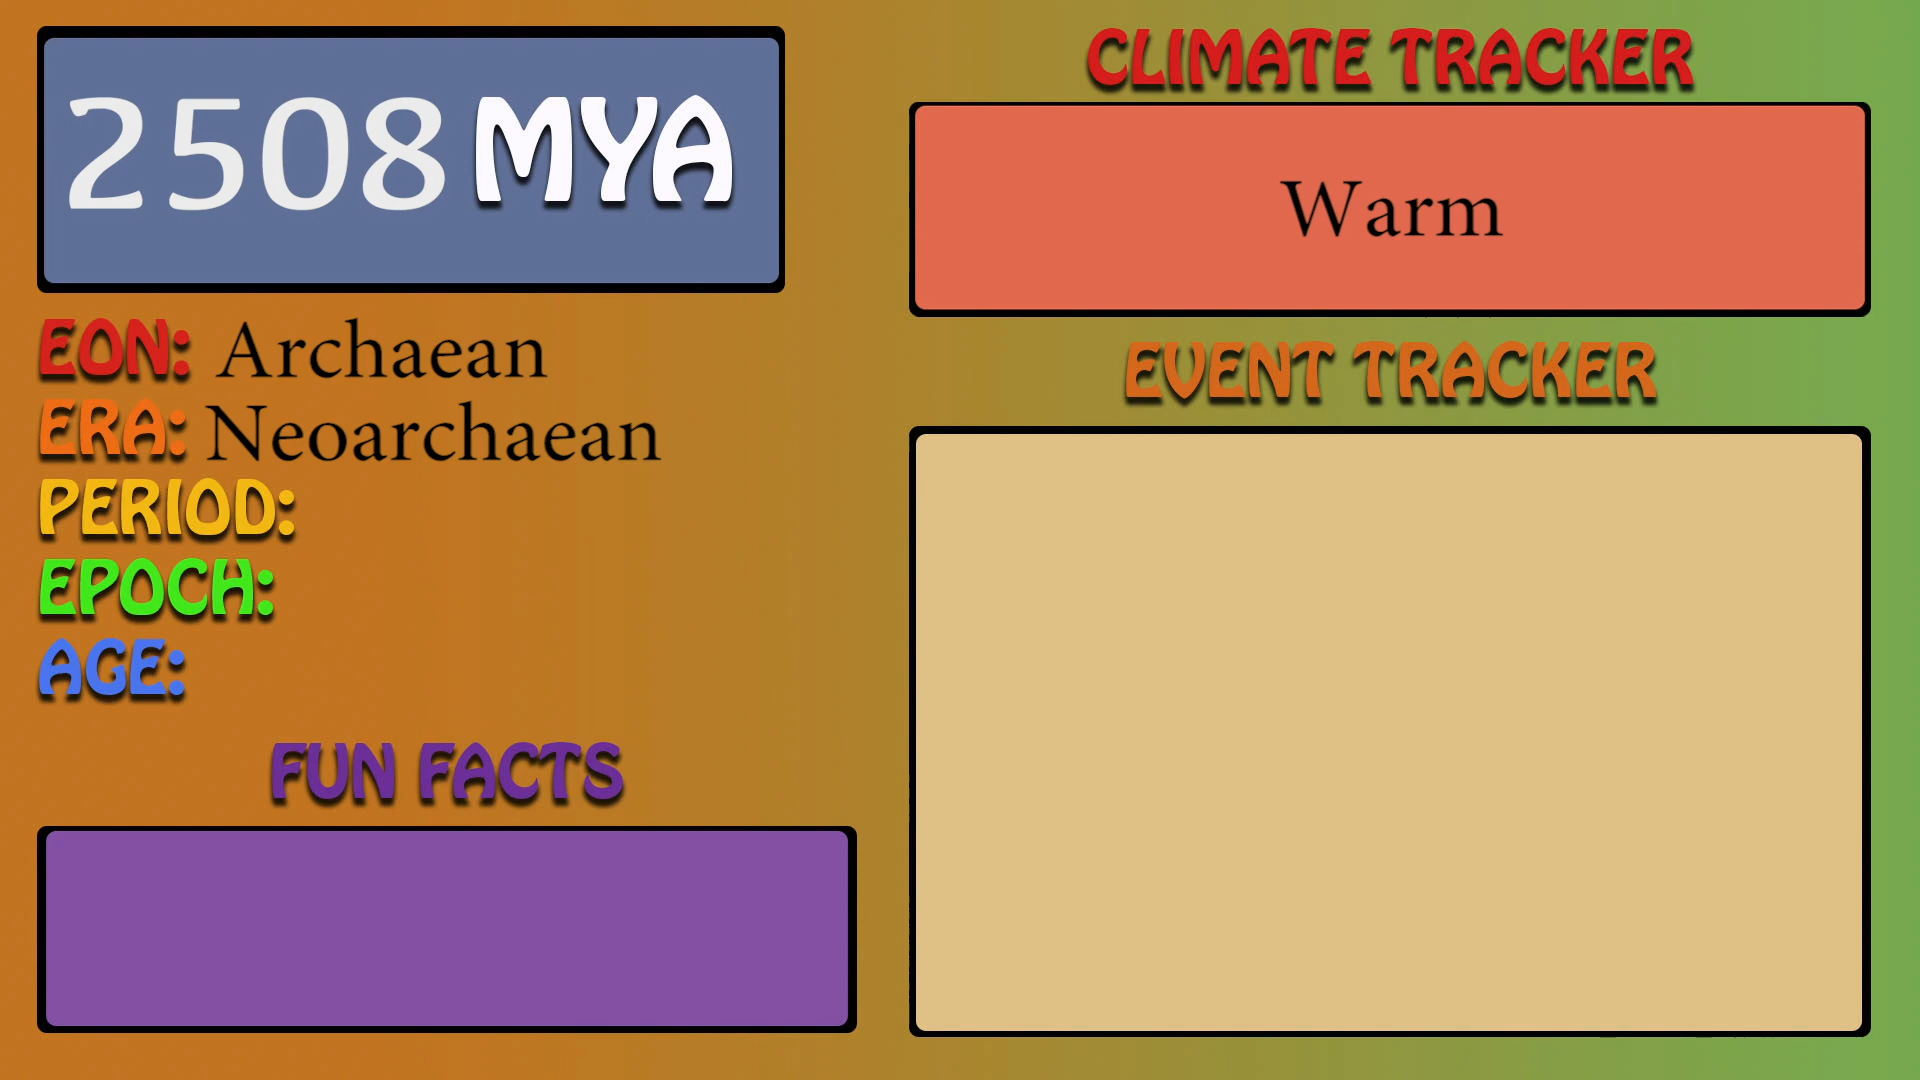 2508 MYA
EON: Archaean
ERA: Neoarchaean
PERIOD:
EPOCH:
AGE:
FUN FACTS
CLIMATE TRACKER
Warm
EVENT TRACKER